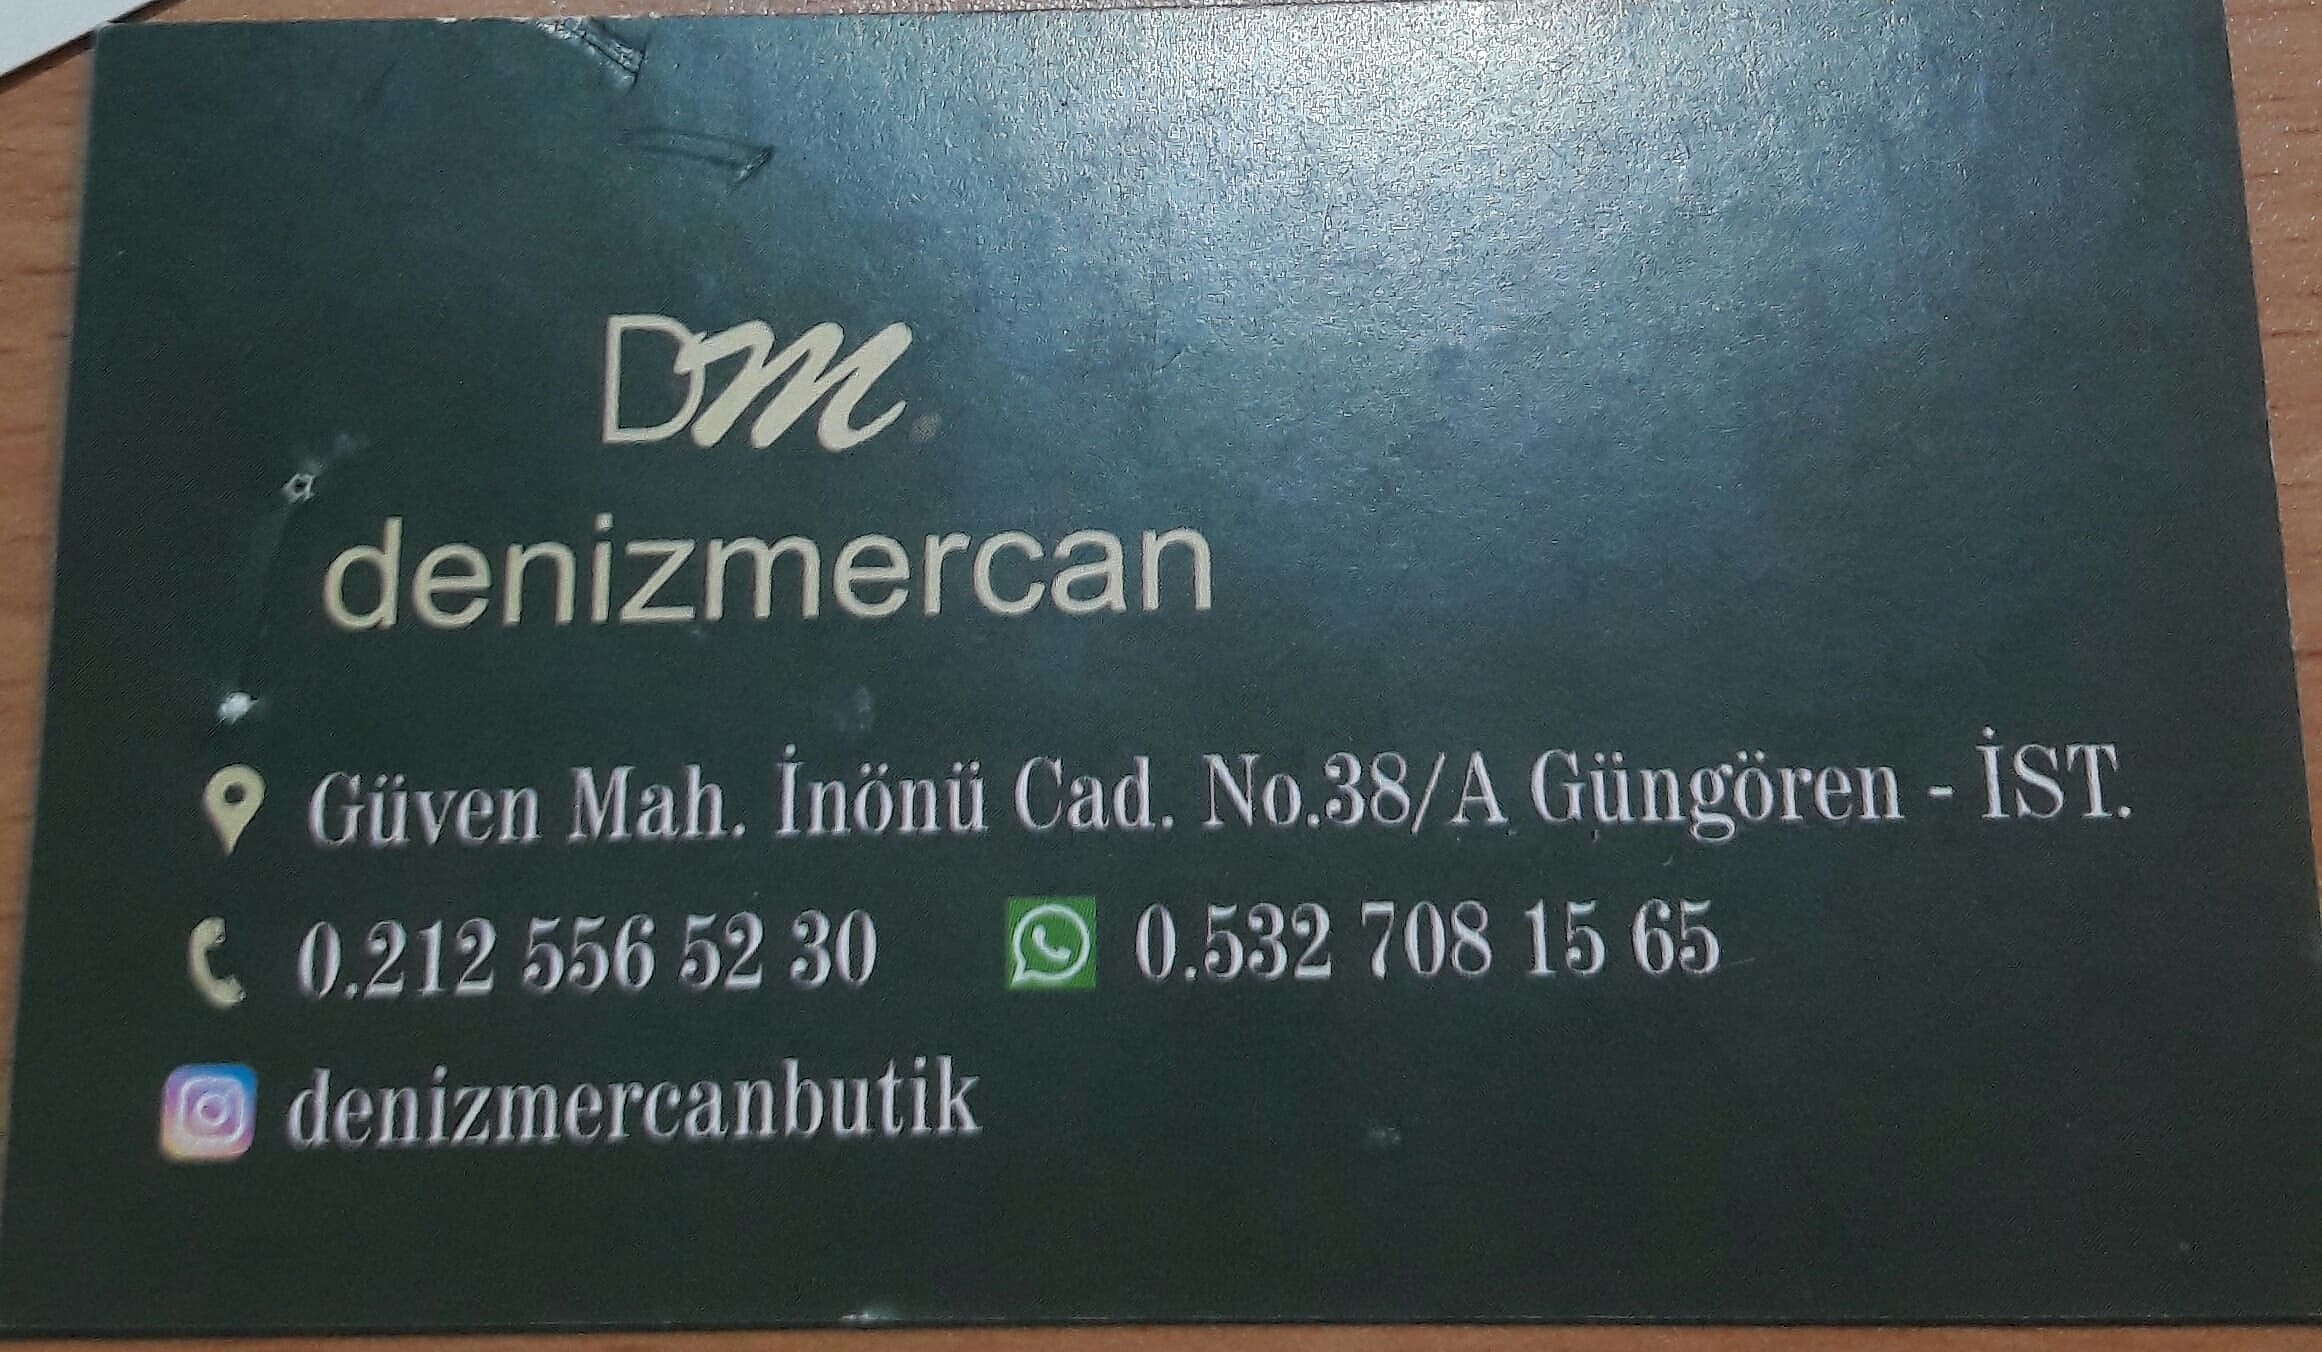 DM
denizmercan
Güven Mah. İnönü Cad. No.38/A Güngören - İST.
0.212 556 52 30 0.532 708 15 65
denizmercanbutik